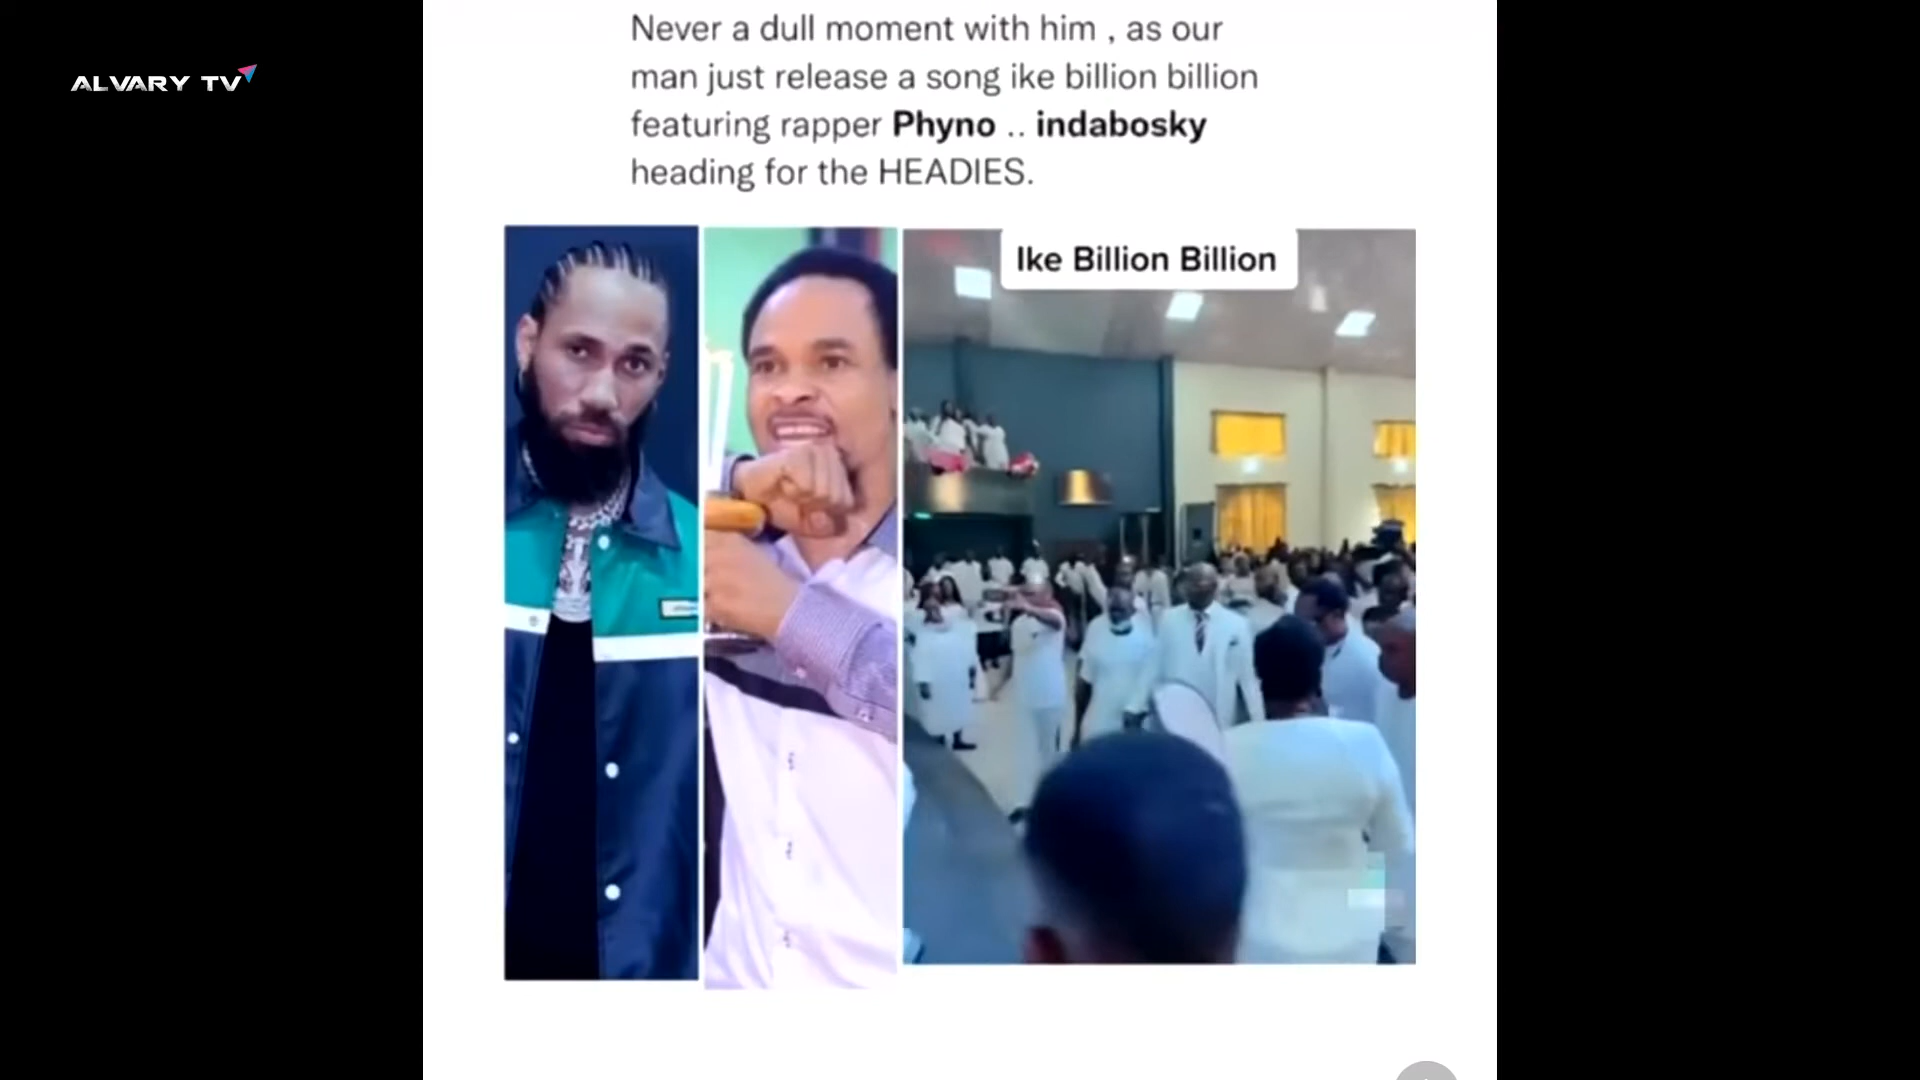 ALVARY TV
Never a dull moment with him , as our
man just release a song ike billion billion
featuring rapper Phyno .. indabosky
heading for the HEADIES.
Ike Billion Billion